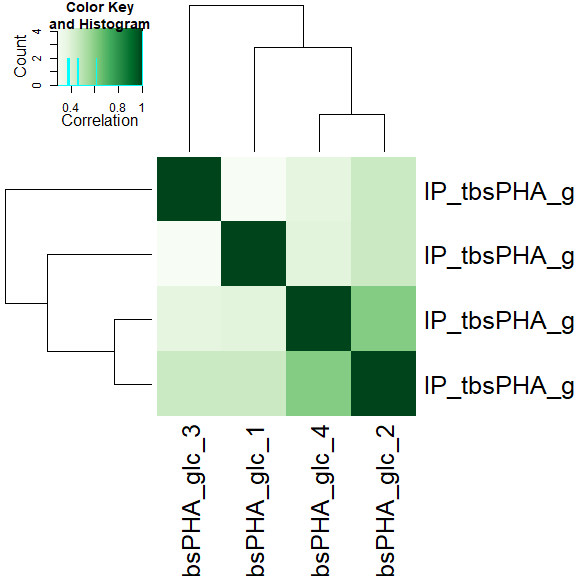 Color Key
and Histogram
Count
0 2 4
0.4 0.8 1
Correlation
IP_tbsPHA_g
IP_tbsPHA_g
IP_tbsPHA_g
IP_tbsPHA_g
bsPHA_glc_3
bsPHA_glc_1
bsPHA_glc_4
bsPHA_glc_2